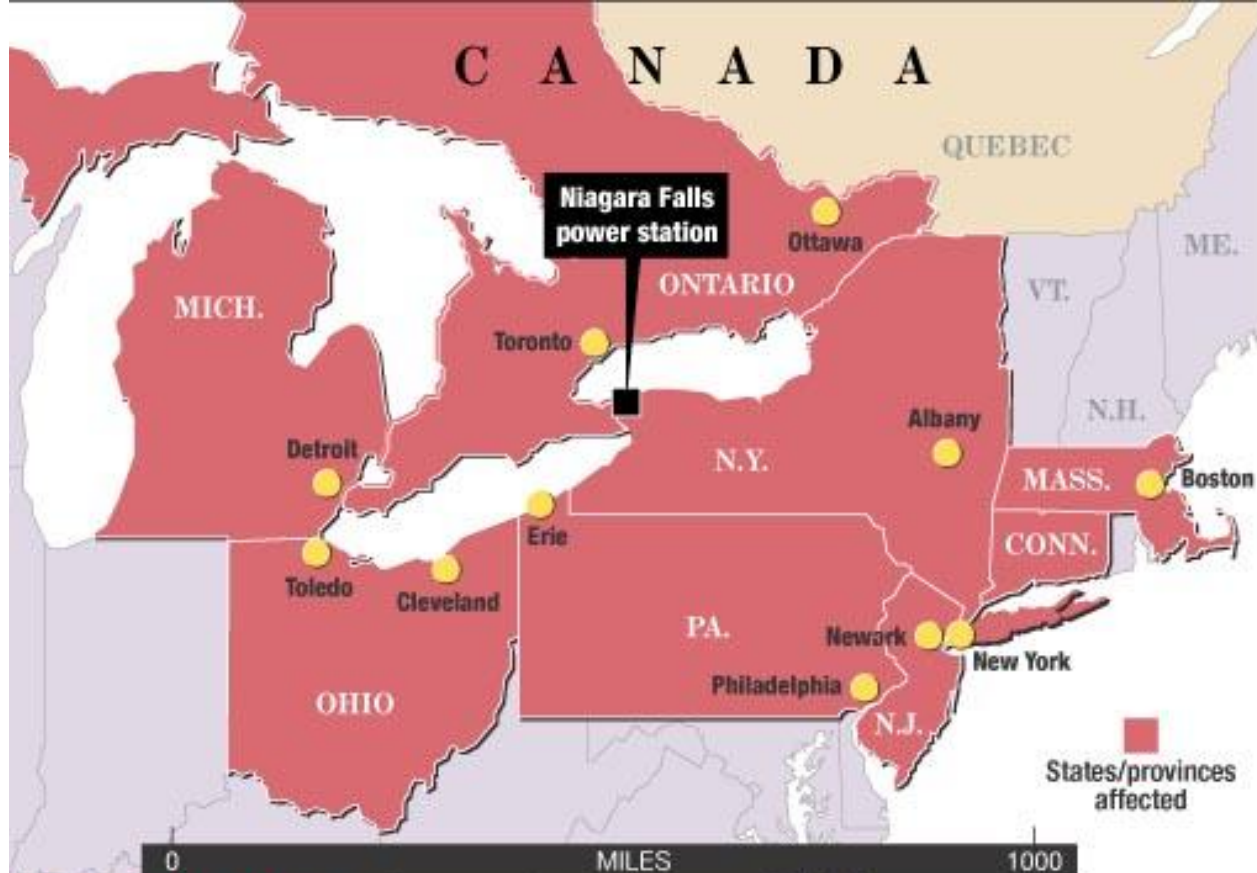 CANADA
QUEBEC
Niagara Falls
power station
Ottawa
ME.
ONTARIO
VT.
MICH.
Toronto
N.H.
Albany
Detroit
N.Y.
MASS.
Boston
Erie
CONN.
Toledo
Cleveland
PA.
Newark
New York
Philadelphia
OHIO
N.J.
States/provinces
affected
0 MILES 1000